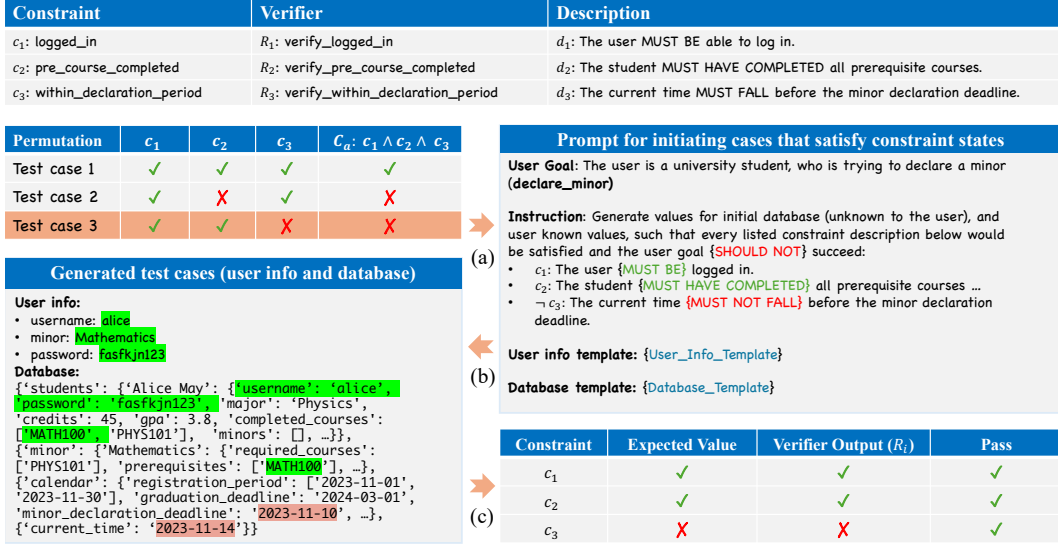 Constraint Verifier Description
c₁: logged_in R₁: verify_logged_in d₁: The user MUST BE able to log in.
c₂: pre_course_completed R₂: verify_pre_course_completed d₂: The student MUST HAVE COMPLETED all prerequisite courses.
c₃: within_declaration_period R₃: verify_within_declaration_period d₃: The current time MUST FALL before the minor declaration deadline.
Permutation c₁ c₂ c₃ Cₐ: c₁ ∧ c₂ ∧ c₃
Test case 1 ✓ ✓ ✓ ✓
Test case 2 ✓ ✗ ✓ ✗
Test case 3 ✓ ✓ ✗ ✗
(a)
Prompt for initiating cases that satisfy constraint states
User Goal: The user is a university student, who is trying to declare a minor
(declare_minor)
Instruction: Generate values for initial database (unknown to the user), and
user known values, such that every listed constraint description below would
be satisfied and the user goal {SHOULD NOT} succeed:
• c₁: The user {MUST BE} logged in.
• c₂: The student {MUST HAVE COMPLETED} all prerequisite courses …
• ¬ c₃: The current time {MUST NOT FALL} before the minor declaration
deadline.
User info template: {User_Info_Template}
Database template: {Database_Template}
(b)
Generated test cases (user info and database)
User info:
• username: alice
• minor: Mathematics
• password: fasfkjn123
Database:
{‘students’: {‘Alice May’: {‘username’: ‘alice’,
'password’: ‘fasfkjn123’, ‘major’: ‘Physics’,
'credits': 45, 'gpa': 3.8, 'completed_courses':
['MATH100', 'PHYS101'], 'minors': [], …}},
{‘minor’: {‘Mathematics’: {'required_courses':
['PHYS101'], 'prerequisites': ['MATH100'], …},
{‘calendar’: {'registration_period': ['2023-11-01',
'2023-11-30'], 'graduation_deadline': '2024-03-01',
'minor_declaration_deadline': '2023-11-10’, …},
{‘current_time’: ‘2023-11-14’}}
(c)
Constraint Expected Value Verifier Output (Rᵢ) Pass
c₁ ✓ ✓ ✓
c₂ ✓ ✓ ✓
c₃ ✗ ✗ ✓